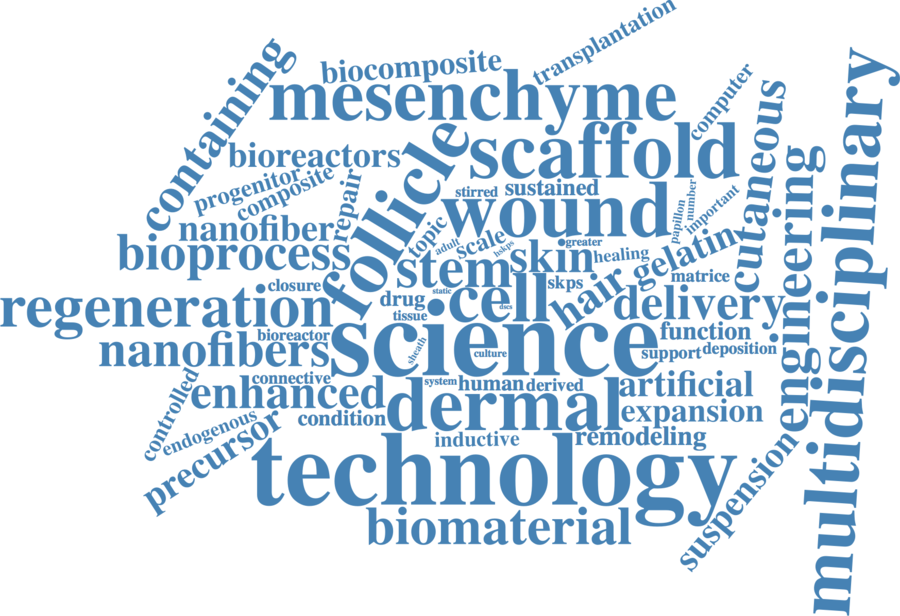 transplantation
biocomposite
containing
mesenchyme
computer
multidisciplinary
cutaneous
scaffold
bioreactors
follicle
engineering
progenitor
composite
repair
stirred
sustained
wound
number
papillon
important
nanofiber
topic
adult
scale
hskps
greater
bioprocess
skin
healing
gelatin
stem
hair
skps
matrice
closure
static
cell
drug
delivery
regeneration
dscs
tissue
science
bioreactor
function
nanofibers
sheath
culture
support
deposition
connective
system
human
derived
artificial
controlled
enhanced
dermal
expansion
condition
endogenous
precursor
inductive
remodeling
suspension
technology
biomaterial